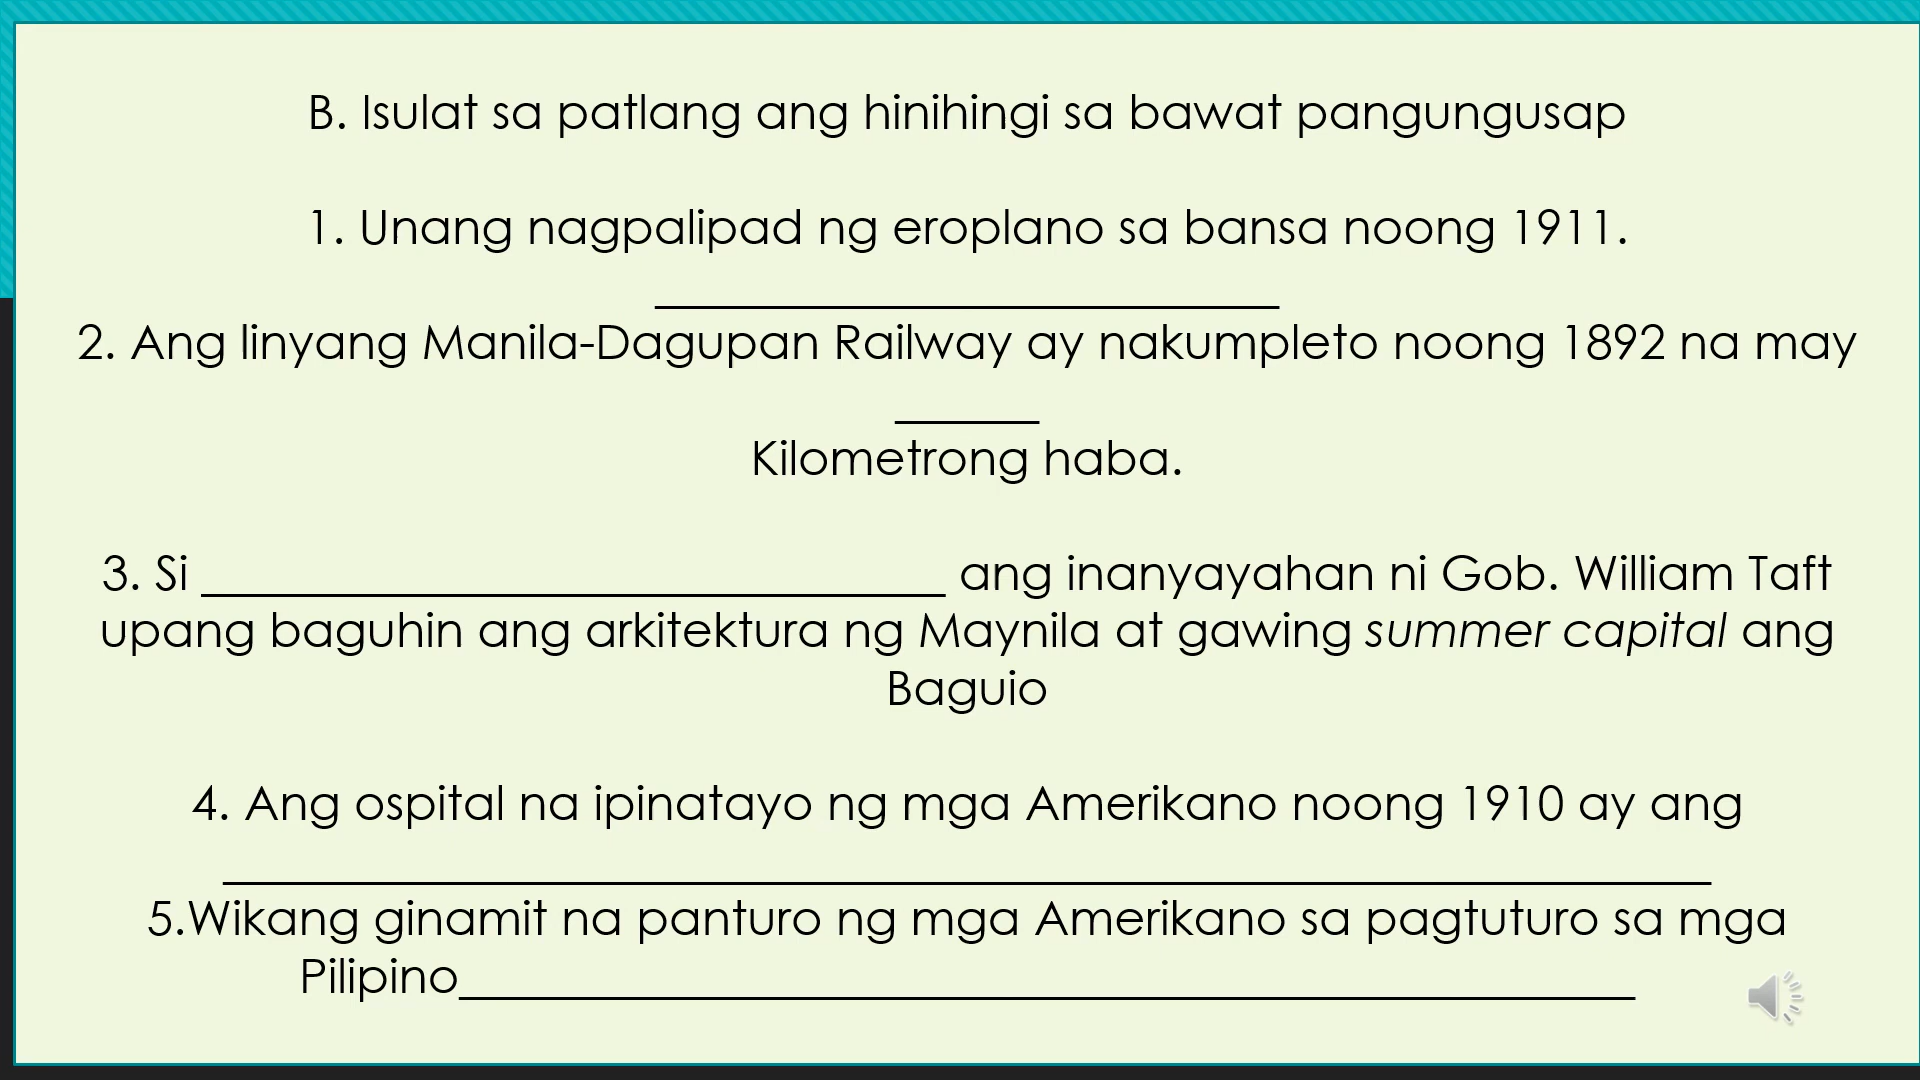 B. Isulat sa patlang ang hinihingi sa bawat pangungusap
1. Unang nagpalipad ng eroplano sa bansa noong 1911.
__________________________
2. Ang linyang Manila-Dagupan Railway ay nakumpleto noong 1892 na may
______
Kilometrong haba.
3. Si _______________________________ ang inanyayahan ni Gob. William Taft
upang baguhin ang arkitektura ng Maynila at gawing summer capital ang
Baguio
4. Ang ospital na ipinatayo ng mga Amerikano noong 1910 ay ang
______________________________________________________________
5.Wikang ginamit na panturo ng mga Amerikano sa pagtuturo sa mga
Pilipino_________________________________________________